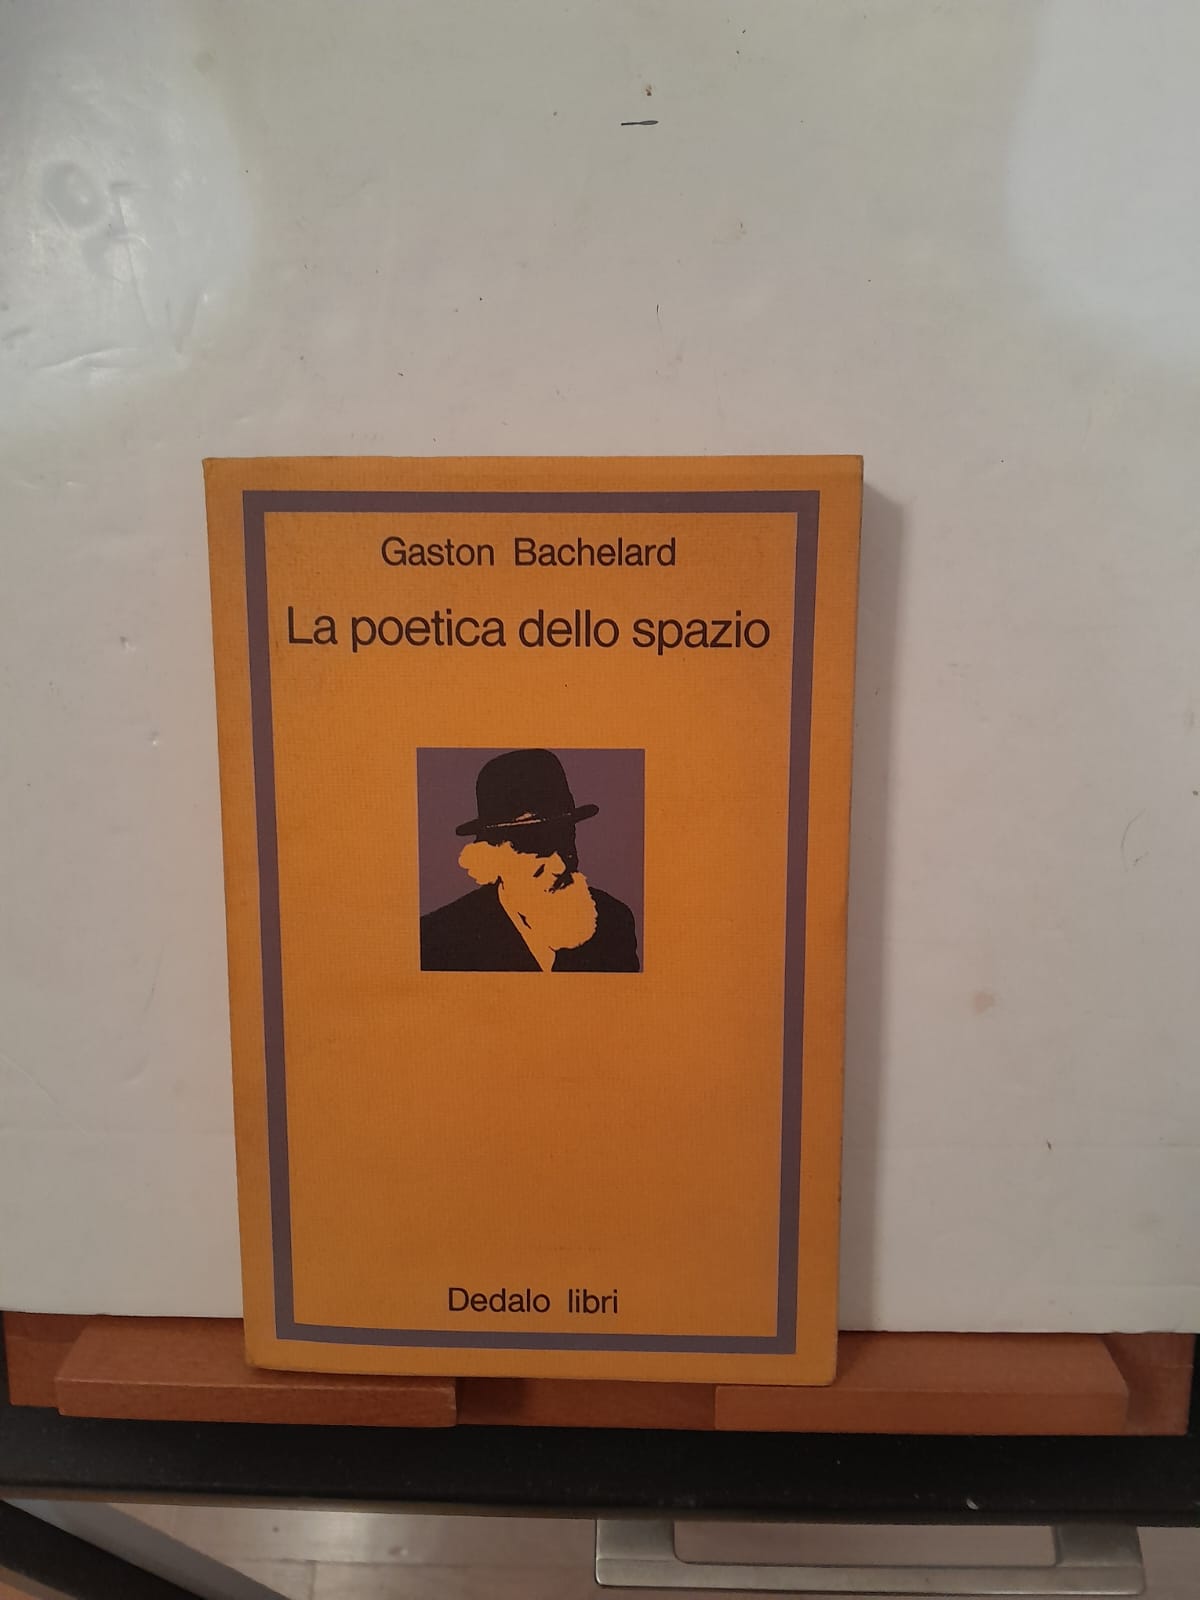 Gaston Bachelard
La poetica dello spazio
Dedalo libri